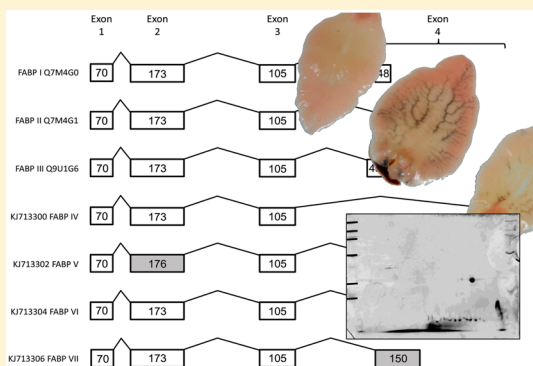 Exon 1 Exon 2 Exon 3 Exon 4
FABP I Q7M4G0 70 173 105 48
FABP II Q7M4G1 70 173 105
FABP III Q9U1G6 70 173 105
KJ713300 FABP IV 70 173 105
KJ713302 FABP V 70 176 105
KJ713304 FABP VI 70 173 105
KJ713306 FABP VII 70 173 105 150